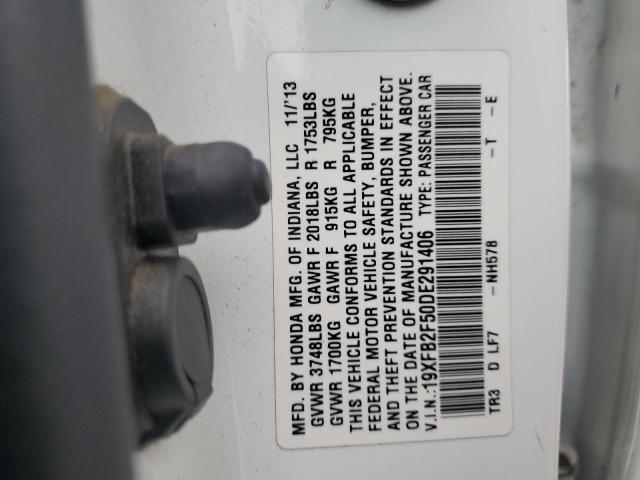 MFD. BY HONDA MFG. OF INDIANA, LLC 11/'13
GVWR 3748LBS GAWR F 2018LBS R 1753LBS
GVWR 1700KG GAWR F 915KG R 795KG
THIS VEHICLE CONFORMS TO ALL APPLICABLE
FEDERAL MOTOR VEHICLE SAFETY, BUMPER,
AND THEFT PREVENTION STANDARDS IN EFFECT
ON THE DATE OF MANUFACTURE SHOWN ABOVE.
V.I.N.:19XFB2F50DE291406 TYPE: PASSENGER CAR
TR3 D LF7 -NH578 -T -E